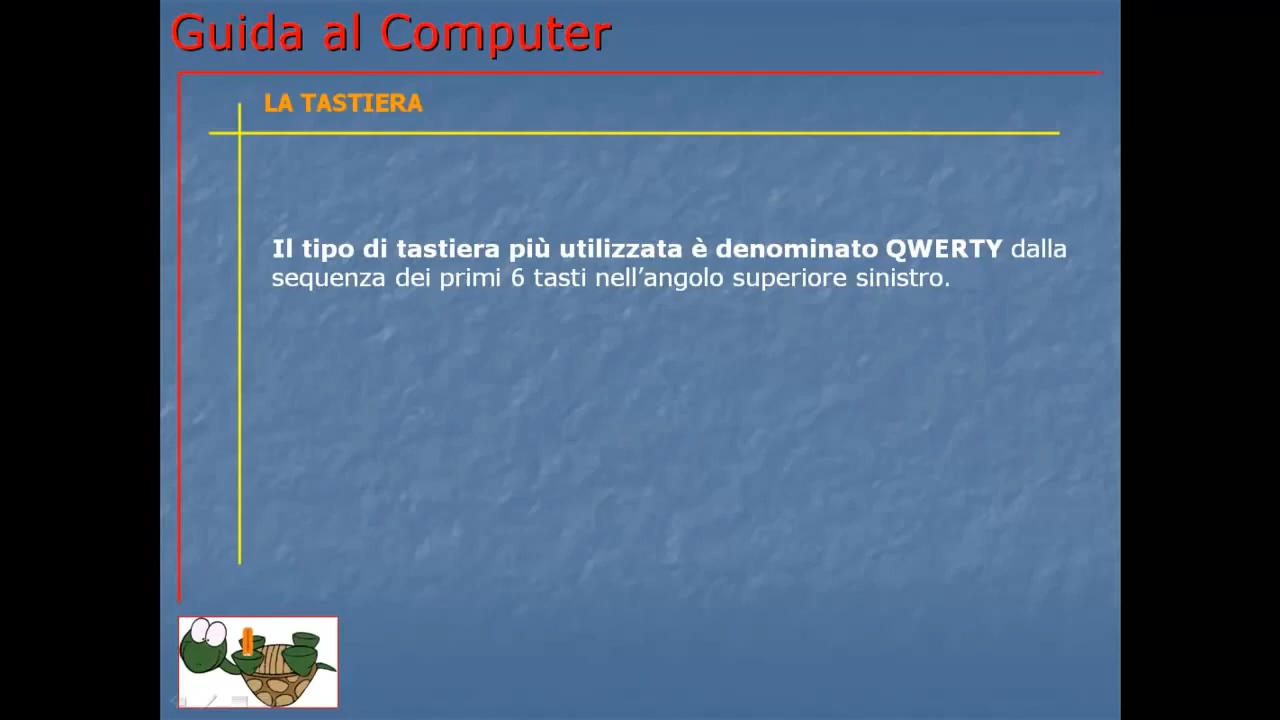 Guida al Computer
LA TASTIERA
Il tipo di tastiera più utilizzata è denominato QWERTY dalla
sequenza dei primi 6 tasti nell’angolo superiore sinistro.